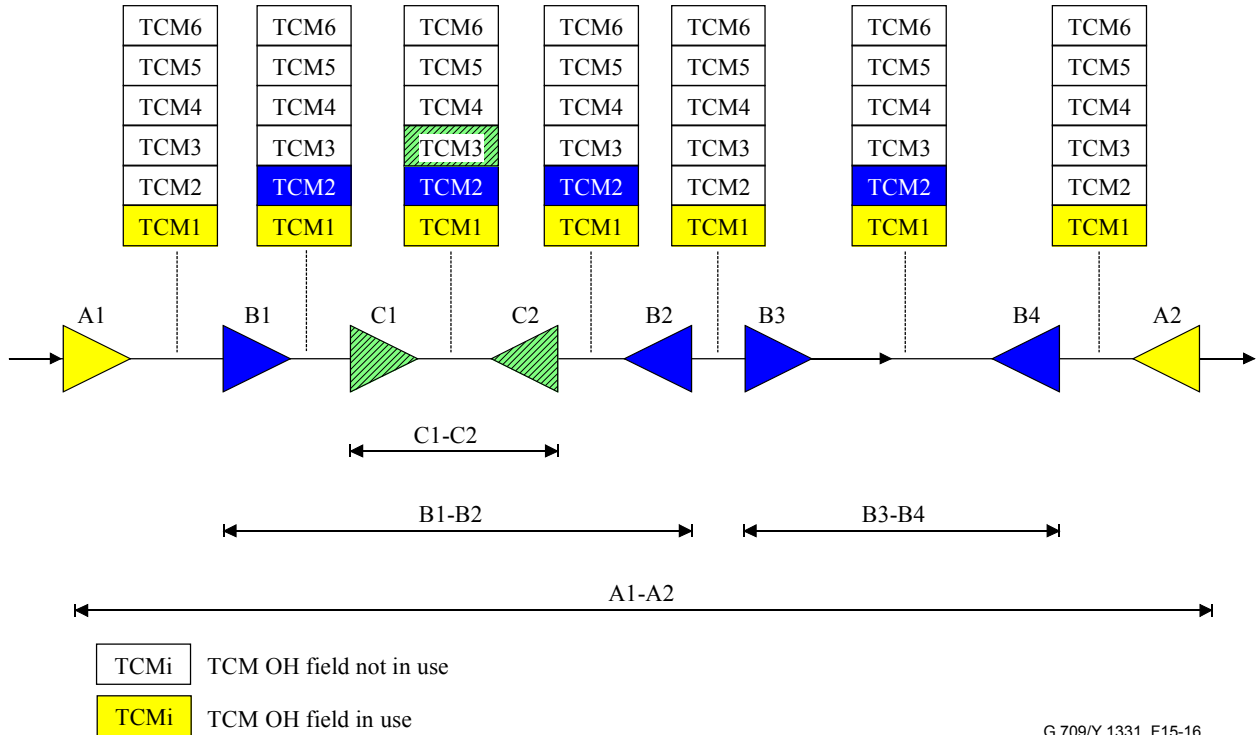 TCM6 TCM6 TCM6 TCM6 TCM6 TCM6 TCM6
TCM5 TCM5 TCM5 TCM5 TCM5 TCM5 TCM5
TCM4 TCM4 TCM4 TCM4 TCM4 TCM4 TCM4
TCM3 TCM3 TCM3 TCM3 TCM3 TCM3 TCM3
TCM2 TCM2 TCM2 TCM2 TCM2 TCM2 TCM2
TCM1 TCM1 TCM1 TCM1 TCM1 TCM1 TCM1
A1 B1 C1 C2 B2 B3 B4 A2
C1-C2
B1-B2 B3-B4
A1-A2
TCMi TCM OH field not in use
TCMi TCM OH field in use
G.709/Y.1331_F15-16